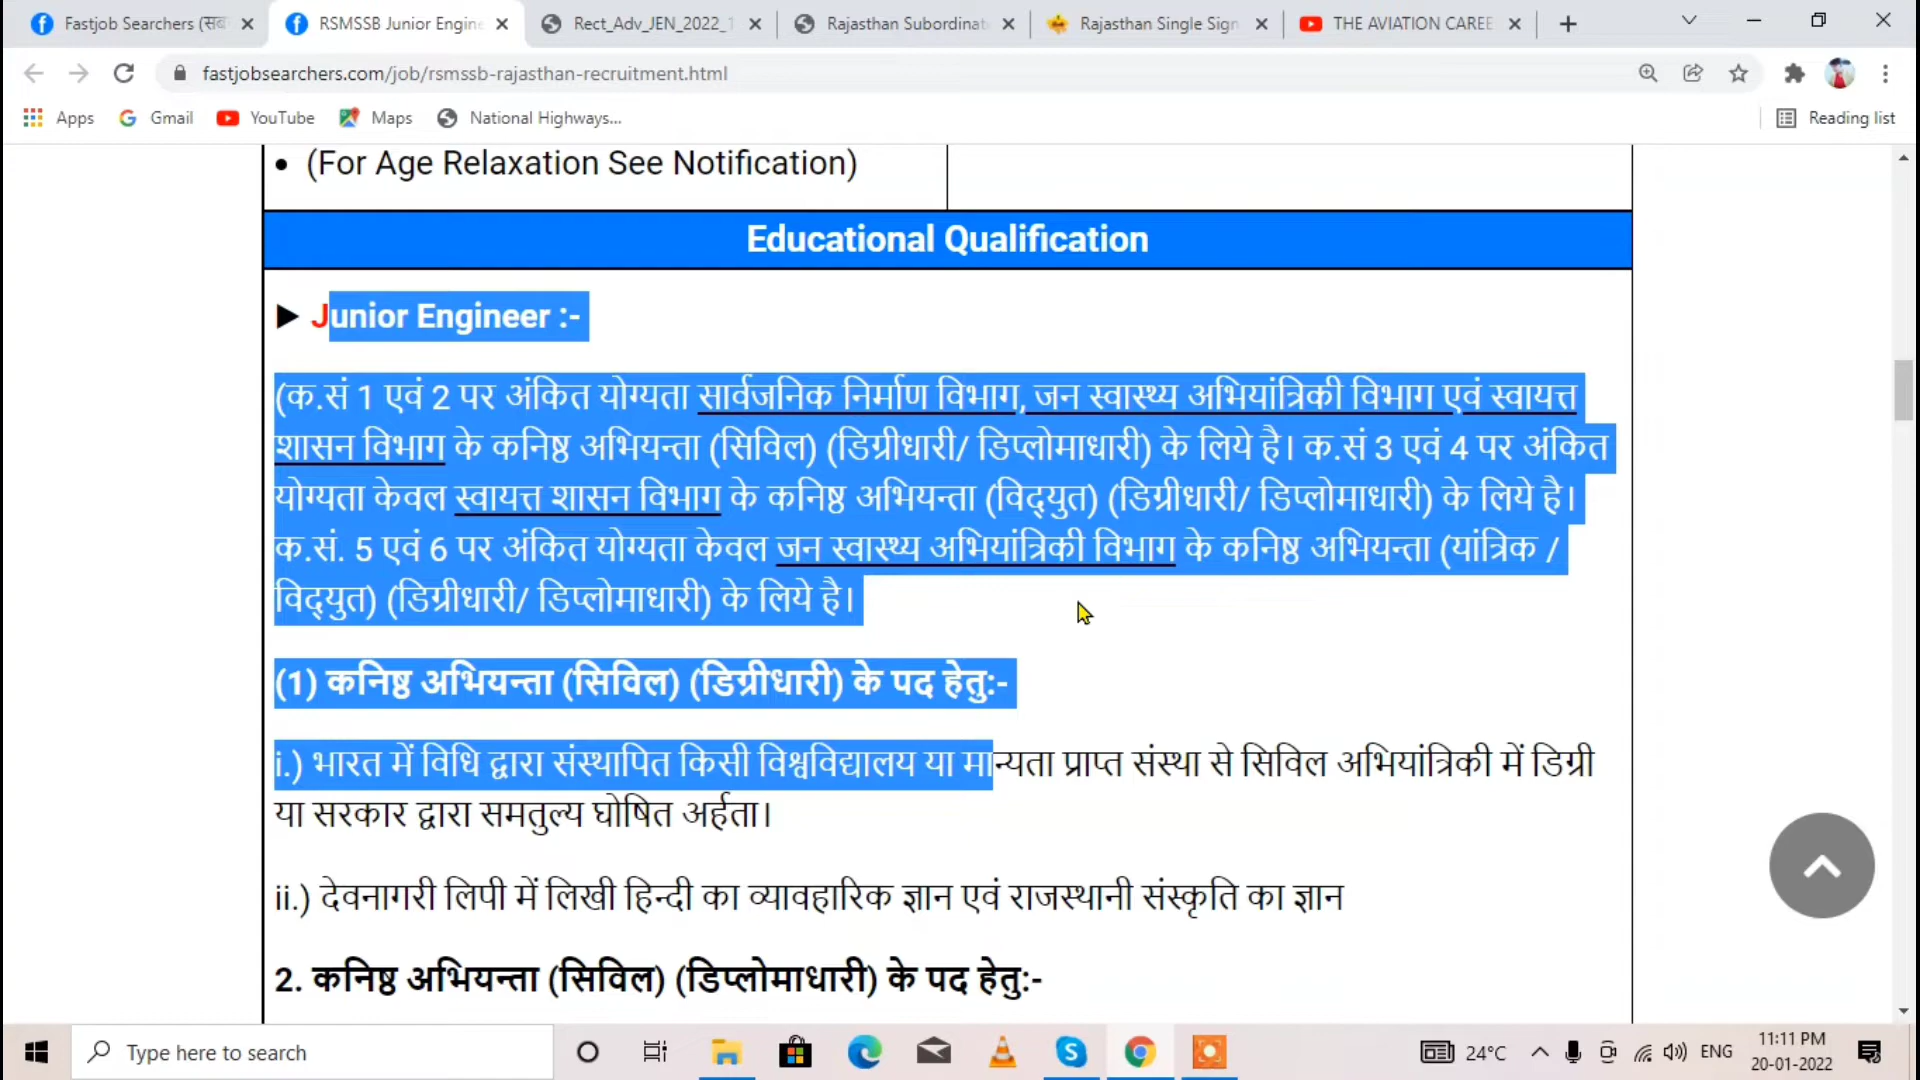 Fastjob Searchers (सब
RSMSSB Junior Engine
Rect_Adv_JEN_2022_1
Rajasthan Subordinat
Rajasthan Single Sign
THE AVIATION CAREE
fastjobsearchers.com/job/rsmssb-rajasthan-recruitment.html
Apps
Gmail
YouTube
Maps
National Highways...
Reading list
(For Age Relaxation See Notification)
Educational Qualification
Junior Engineer :-
(क.सं 1 एवं 2 पर अंकित योग्यता सार्वजनिक निर्माण विभाग, जन स्वास्थ्य अभियांत्रिकी विभाग एवं स्वायत्त
शासन विभाग के कनिष्ठ अभियन्ता (सिविल) (डिग्रीधारी/ डिप्लोमाधारी) के लिये है। क.सं 3 एवं 4 पर अंकित
योग्यता केवल स्वायत्त शासन विभाग के कनिष्ठ अभियन्ता (विद्युत) (डिग्रीधारी/ डिप्लोमाधारी) के लिये है।
क.सं. 5 एवं 6 पर अंकित योग्यता केवल जन स्वास्थ्य अभियांत्रिकी विभाग के कनिष्ठ अभियन्ता (यांत्रिक /
विद्युत) (डिग्रीधारी/ डिप्लोमाधारी) के लिये है।
(1) कनिष्ठ अभियन्ता (सिविल) (डिग्रीधारी) के पद हेतु:-
i.) भारत में विधि द्वारा संस्थापित किसी विश्वविद्यालय या मान्यता प्राप्त संस्था से सिविल अभियांत्रिकी में डिग्री
या सरकार द्वारा समतुल्य घोषित अर्हता।
ii.) देवनागरी लिपी में लिखी हिन्दी का व्यावहारिक ज्ञान एवं राजस्थानी संस्कृति का ज्ञान
2. कनिष्ठ अभियन्ता (सिविल) (डिप्लोमाधारी) के पद हेतु:-
Type here to search
24°C
ENG
11:11 PM
20-01-2022